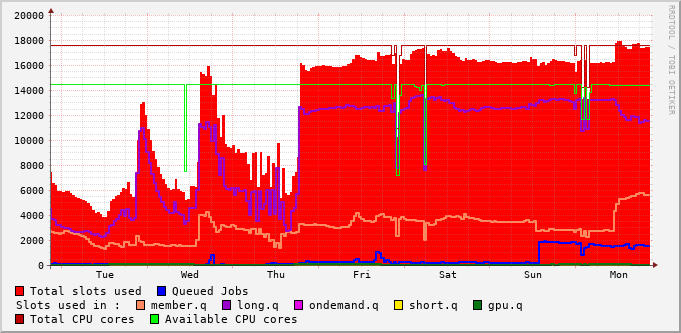 20000
18000
16000
14000
12000
10000
8000
6000
4000
2000
0
Tue Wed Thu Fri Sat Sun Mon
RRDTOOL / TOBI OETIKER
Total slots used Queued Jobs
Slots used in : member.q long.q ondemand.q short.q gpu.q
Total CPU cores Available CPU cores